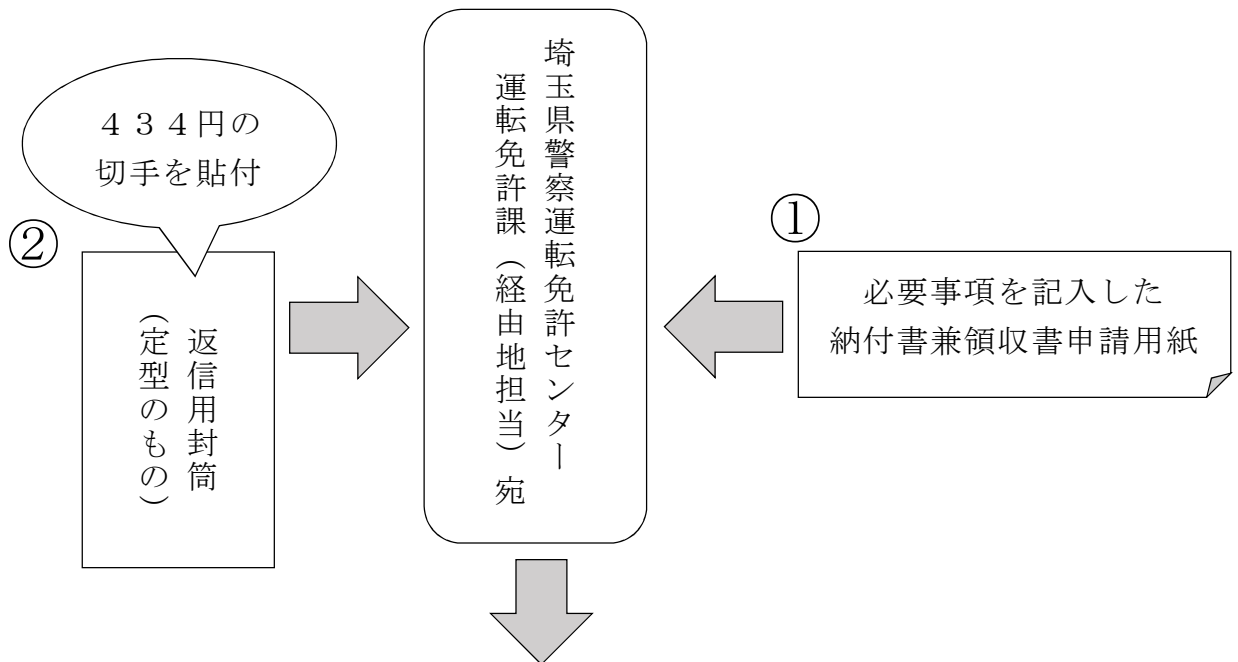 ４３４円の
切手を貼付
②
返信用封筒
（定型のもの）
埼玉県警察運転免許センター
運転免許課（経由地担当）宛
①
必要事項を記入した
納付書兼領収書申請用紙